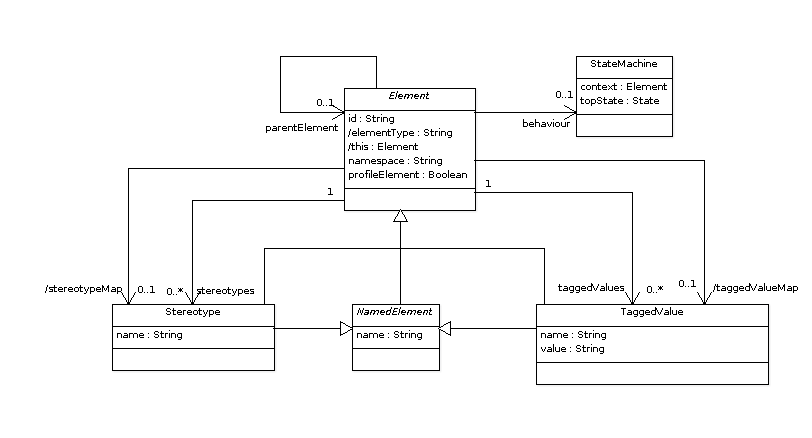 StateMachine
context : Element
topState : State
0..1
behaviour
Element
id : String
/elementType : String
/this : Element
namespace : String
profileElement : Boolean
0..1
parentElement
1
1
/stereotypeMap
0..1
0..*
stereotypes
taggedValues
0..*
0..1
/taggedValueMap
Stereotype
name : String
NamedElement
name : String
TaggedValue
name : String
value : String